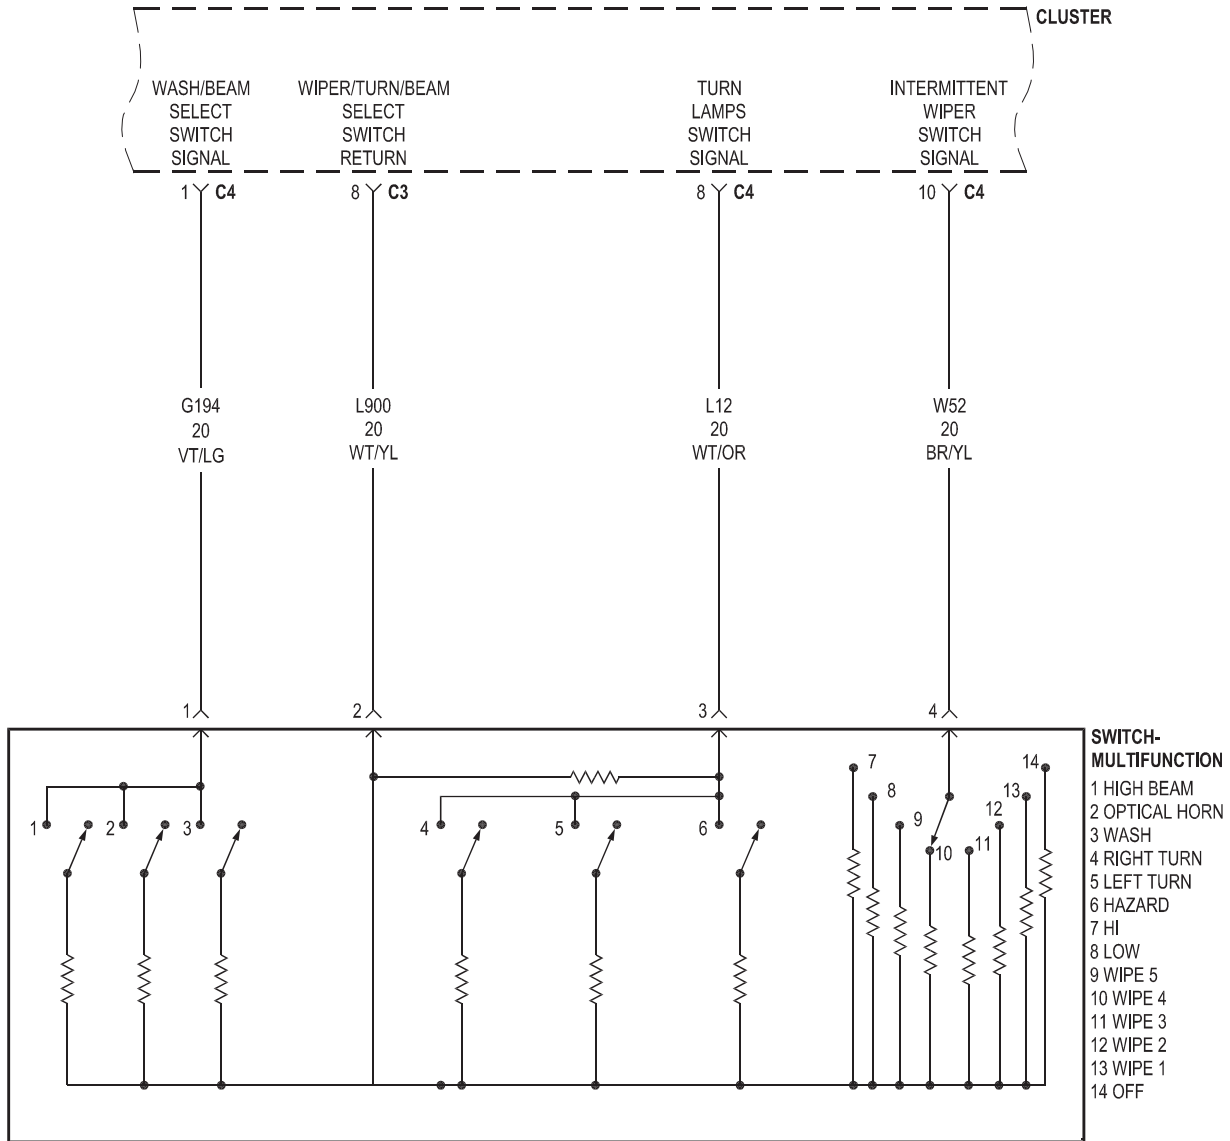 CLUSTER
WASH/BEAM
SELECT
SWITCH
SIGNAL
WIPER/TURN/BEAM
SELECT
SWITCH
RETURN
TURN
LAMPS
SWITCH
SIGNAL
INTERMITTENT
WIPER
SWITCH
SIGNAL
1 C4
8 C3
8 C4
10 C4
G194
20
VT/LG
L900
20
WT/YL
L12
20
WT/OR
W52
20
BR/YL
1
2
3
4
1
2
3
4
5
6
7
8
9
10
11
12
13
14
SWITCH-
MULTIFUNCTION
1 HIGH BEAM
2 OPTICAL HORN
3 WASH
4 RIGHT TURN
5 LEFT TURN
6 HAZARD
7 HI
8 LOW
9 WIPE 5
10 WIPE 4
11 WIPE 3
12 WIPE 2
13 WIPE 1
14 OFF